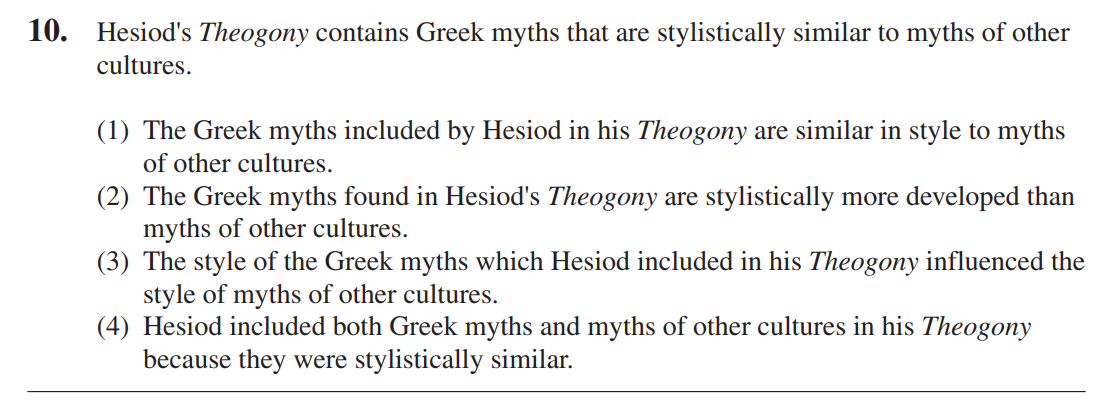 10. Hesiod's Theogony contains Greek myths that are stylistically similar to myths of other
cultures.
(1) The Greek myths included by Hesiod in his Theogony are similar in style to myths
of other cultures.
(2) The Greek myths found in Hesiod's Theogony are stylistically more developed than
myths of other cultures.
(3) The style of the Greek myths which Hesiod included in his Theogony influenced the
style of myths of other cultures.
(4) Hesiod included both Greek myths and myths of other cultures in his Theogony
because they were stylistically similar.